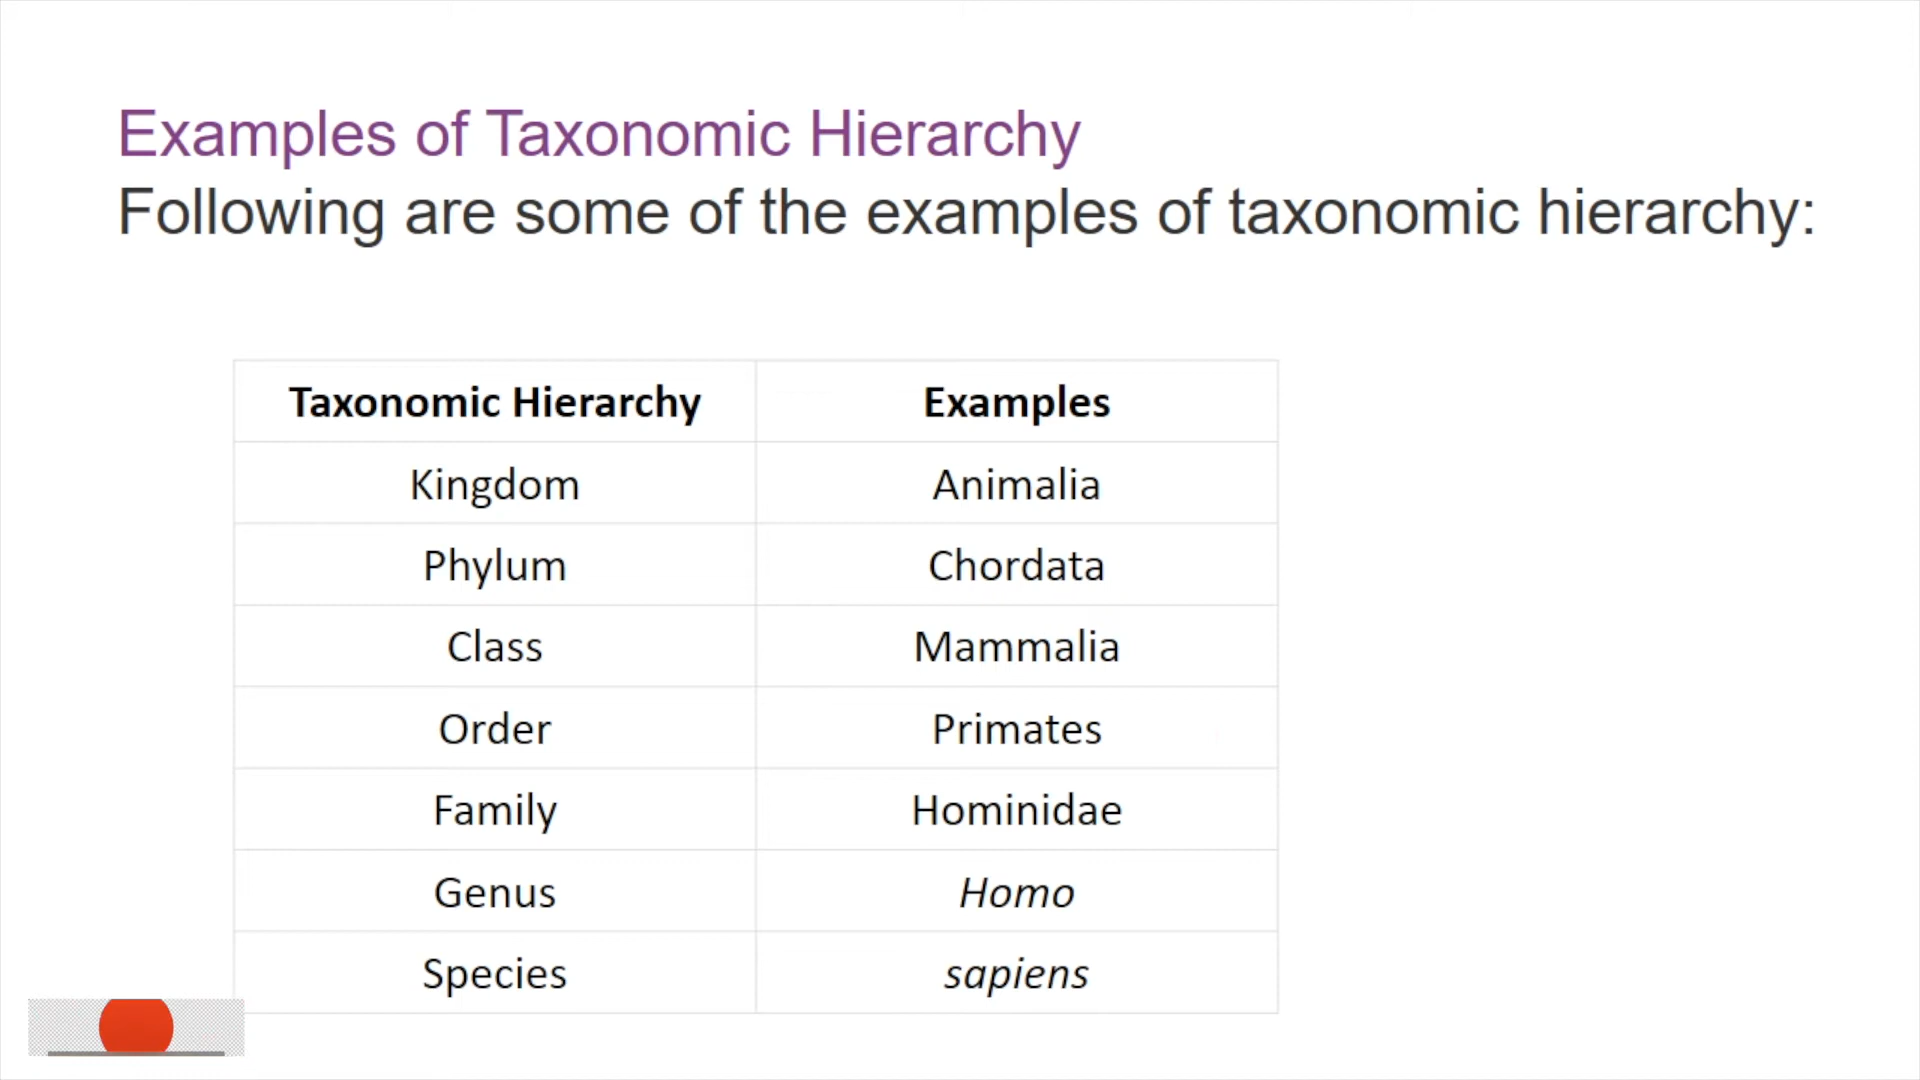 Examples of Taxonomic Hierarchy
Following are some of the examples of taxonomic hierarchy:
Taxonomic Hierarchy Examples
Kingdom Animalia
Phylum Chordata
Class Mammalia
Order Primates
Family Hominidae
Genus Homo
Species sapiens